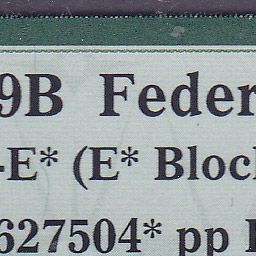 9B Feder
-E* (E* Block
627504* pp